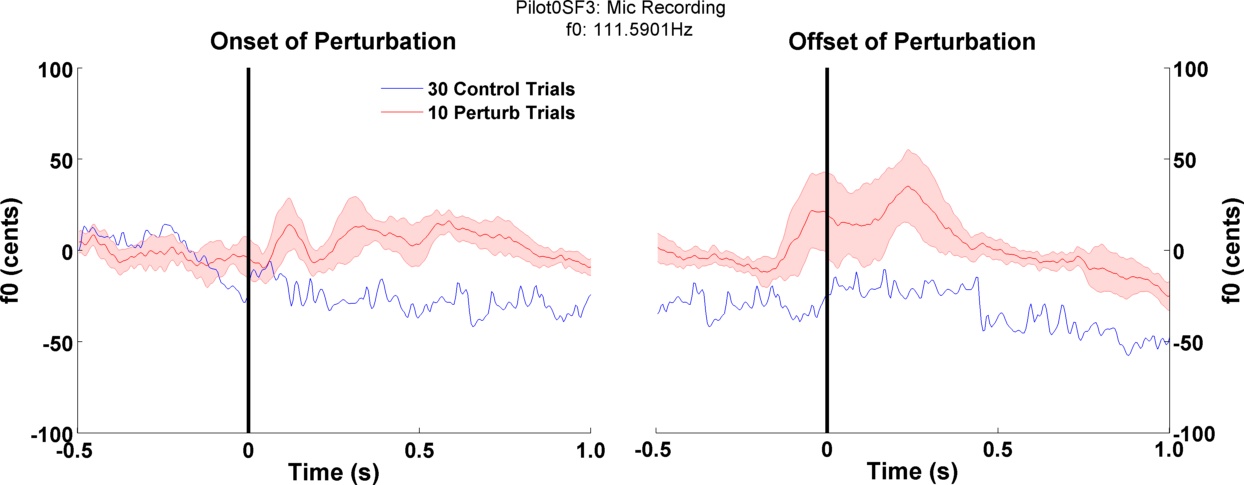 Pilot0SF3: Mic Recording
f0: 111.5901Hz
Onset of Perturbation
Offset of Perturbation
100
50
0
-50
-100
f0 (cents)
-0.5
0
0.5
1.0
Time (s)
30 Control Trials
10 Perturb Trials
-0.5
0
0.5
1.0
Time (s)
100
50
0
-50
-100
f0 (cents)